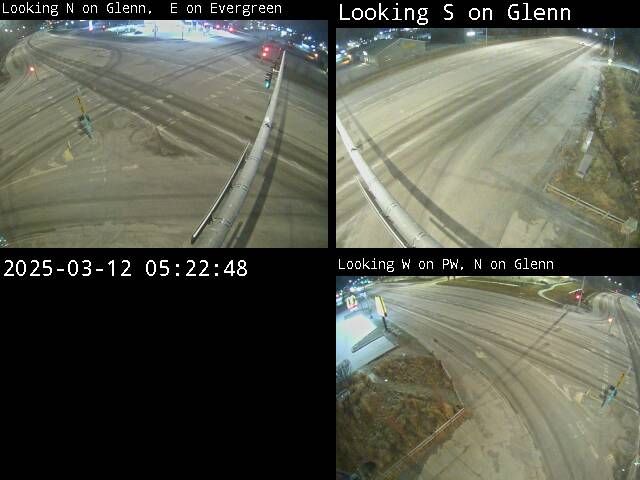 Looking N on Glenn, E on Evergreen
Looking S on Glenn
2025-03-12 05:22:48
Looking W on PW, N on Glenn